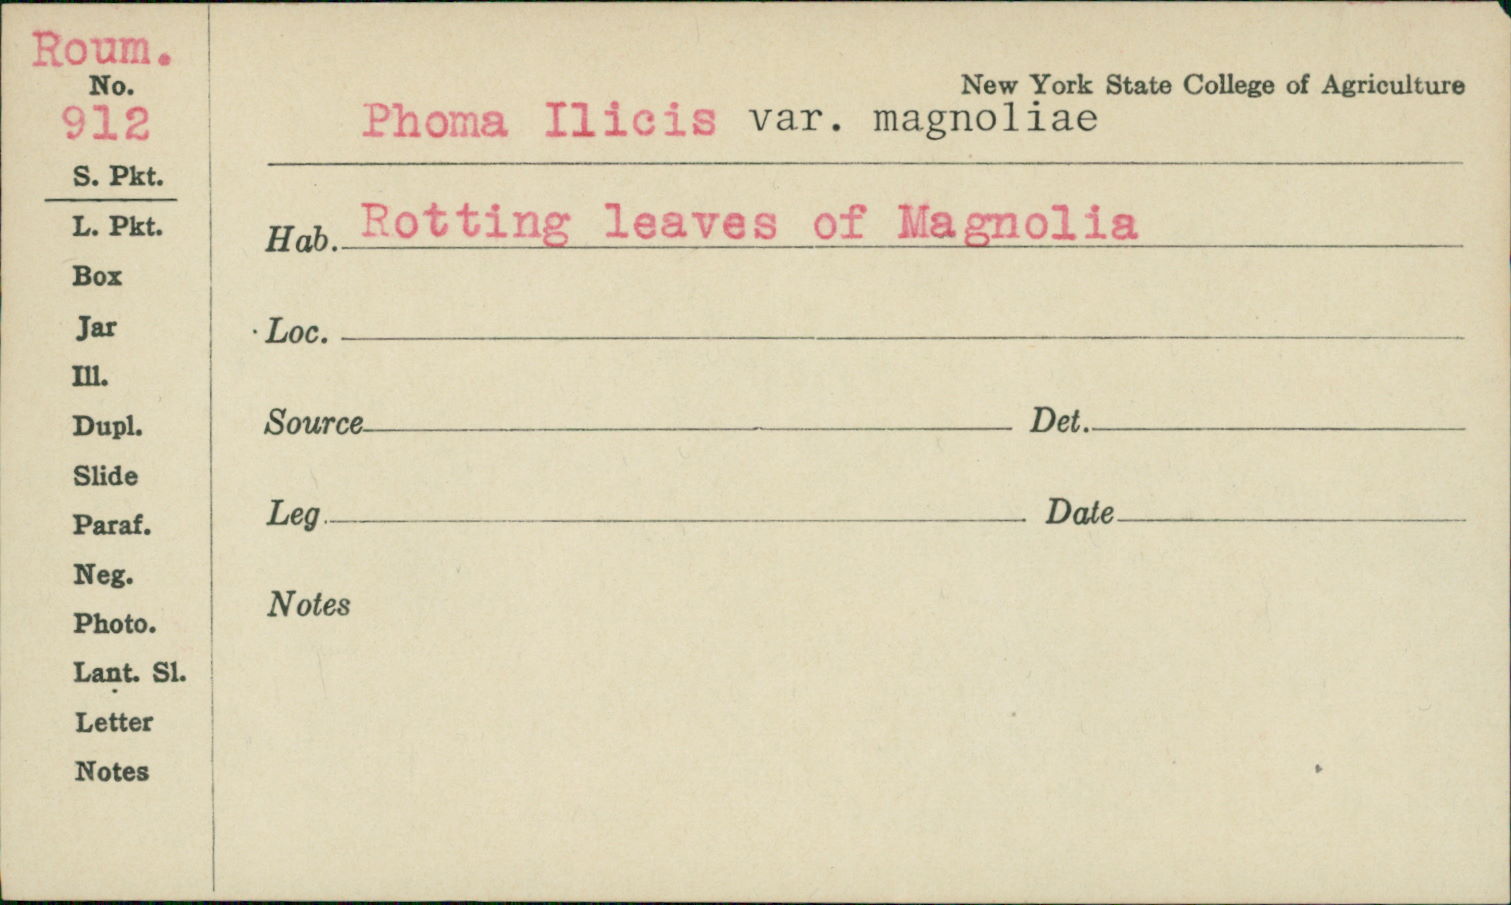 Roum.
No.
912
S. Pkt.
L. Pkt.
Box
Jar
Ill.
Dupl.
Slide
Paraf.
Neg.
Photo.
Lant. Sl.
Letter
Notes
New York State College of Agriculture
Phoma Ilicis var. magnoliae
Hab. Rotting leaves of Magnolia
Loc.
Source Det.
Leg. Date
Notes